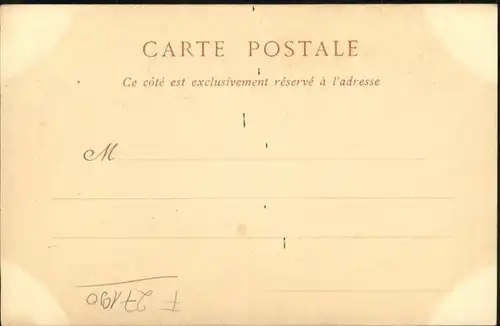 CARTE POSTALE
Ce côté est exclusivement réservé à l'adresse
M
F 27190